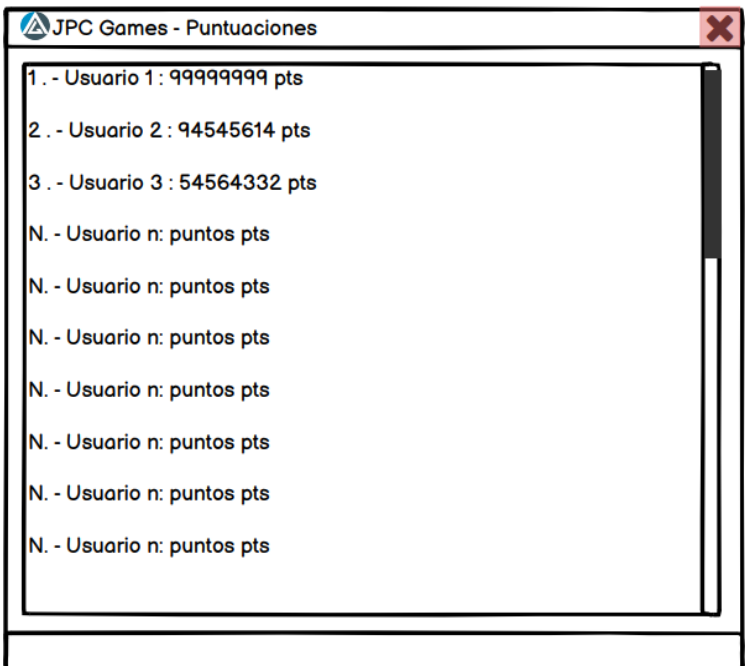 JPC Games - Puntuaciones
1 . - Usuario 1 : 99999999 pts
2 . - Usuario 2 : 94545614 pts
3 . - Usuario 3 : 54564332 pts
N. - Usuario n: puntos pts
N. - Usuario n: puntos pts
N. - Usuario n: puntos pts
N. - Usuario n: puntos pts
N. - Usuario n: puntos pts
N. - Usuario n: puntos pts
N. - Usuario n: puntos pts